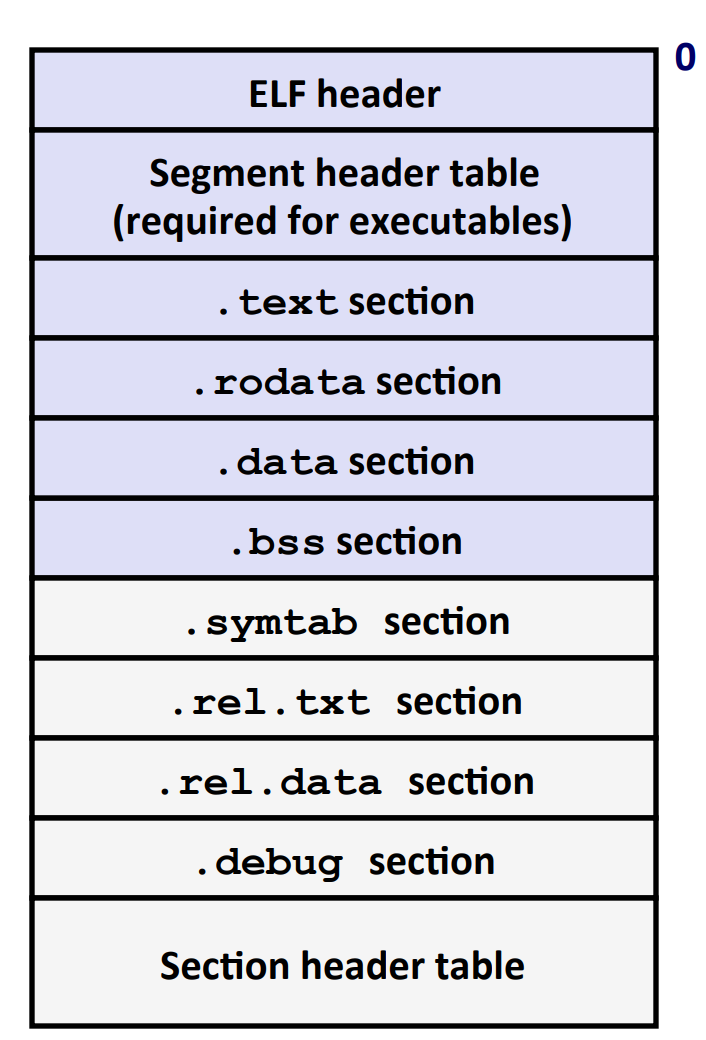 0
ELF header
Segment header table
(required for executables)
.text section
.rodata section
.data section
.bss section
.symtab section
.rel.txt section
.rel.data section
.debug section
Section header table